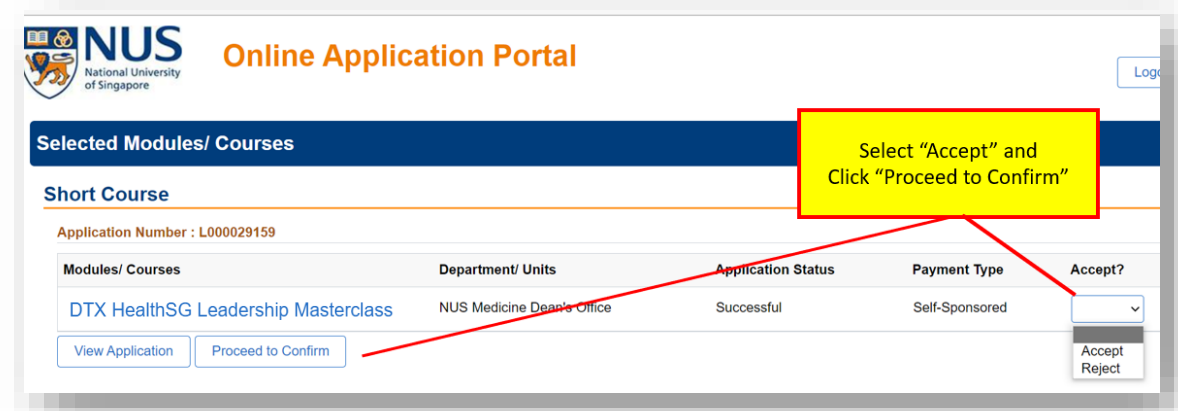 NUS
National University
of Singapore
Online Application Portal
Logo
Selected Modules/ Courses
Select “Accept” and
Click “Proceed to Confirm”
Short Course
Application Number : L000029159
Modules/ Courses Department/ Units Application Status Payment Type Accept?
DTX HealthSG Leadership Masterclass NUS Medicine Dean's Office Successful Self-Sponsored
View Application Proceed to Confirm
Accept
Reject